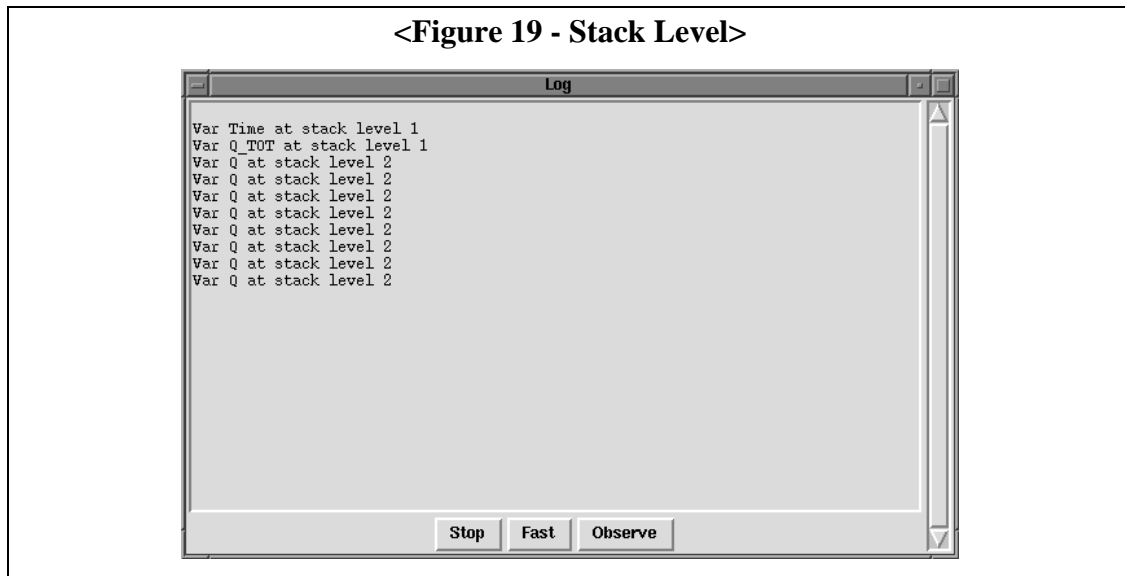 <Figure 19 - Stack Level>
Log
Var Time at stack level 1
Var Q_TOT at stack level 1
Var Q at stack level 2
Var Q at stack level 2
Var Q at stack level 2
Var Q at stack level 2
Var Q at stack level 2
Var Q at stack level 2
Var Q at stack level 2
Var Q at stack level 2
Stop Fast Observe